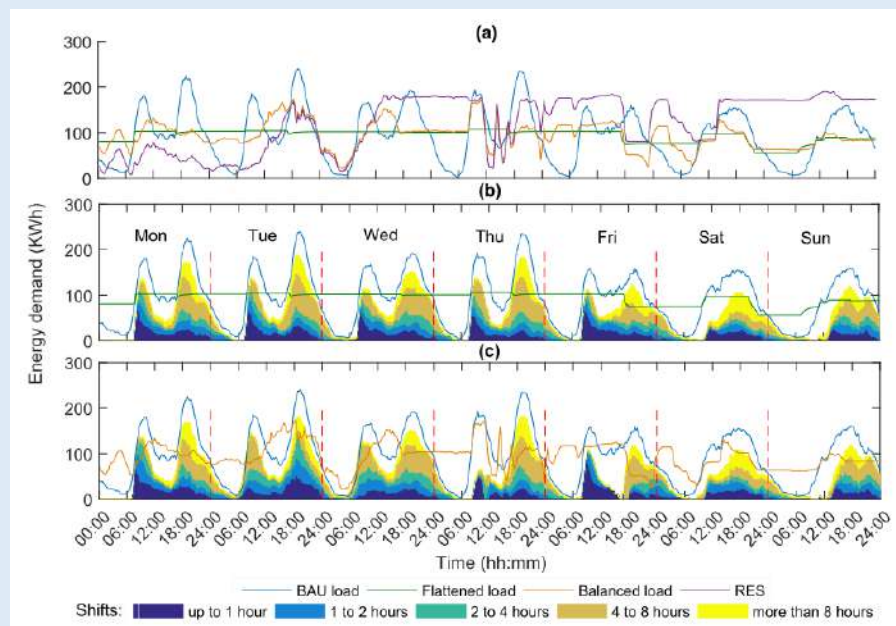 (a)
300
200
100
0
(b)
300
Mon Tue Wed Thu Fri Sat Sun
200
100
0
(c)
300
200
100
0
Energy demand (KWh)
00:00 06:00 12:00 18:00 24:00 06:00 12:00 18:00 24:00 06:00 12:00 18:00 24:00 06:00 12:00 18:00 24:00 06:00 12:00 18:00 24:00 06:00 12:00 18:00 24:00 06:00 12:00 18:00 24:00
Time (hh:mm)
BAU load Flattened load Balanced load RES
Shifts: up to 1 hour 1 to 2 hours 2 to 4 hours 4 to 8 hours more than 8 hours